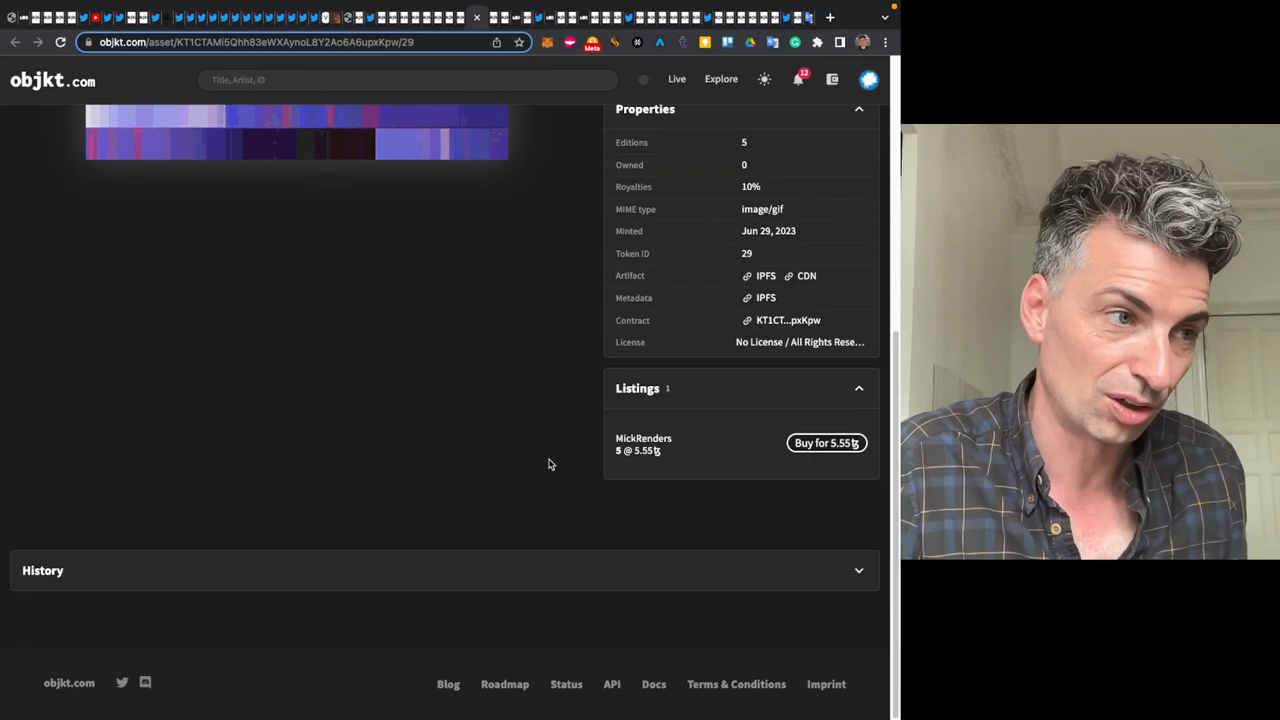 objkt.com/asset/KT1CTAMi5Qhh83eWXAynoL8Y2Ao6A6upxKpw/29
Meta
objkt.com
Title, Artist, ID
Live
Explore
12
Properties
Editions 5
Owned 0
Royalties 10%
MIME type image/gif
Minted Jun 29, 2023
Token ID 29
Artifact IPFS CDN
Metadata IPFS
Contract KT1CT...pxKpw
License No License / All Rights Rese...
Listings 1
MickRenders
5 @ 5.55ꜩ
Buy for 5.55ꜩ
History
objkt.com
Blog Roadmap Status API Docs Terms & Conditions Imprint